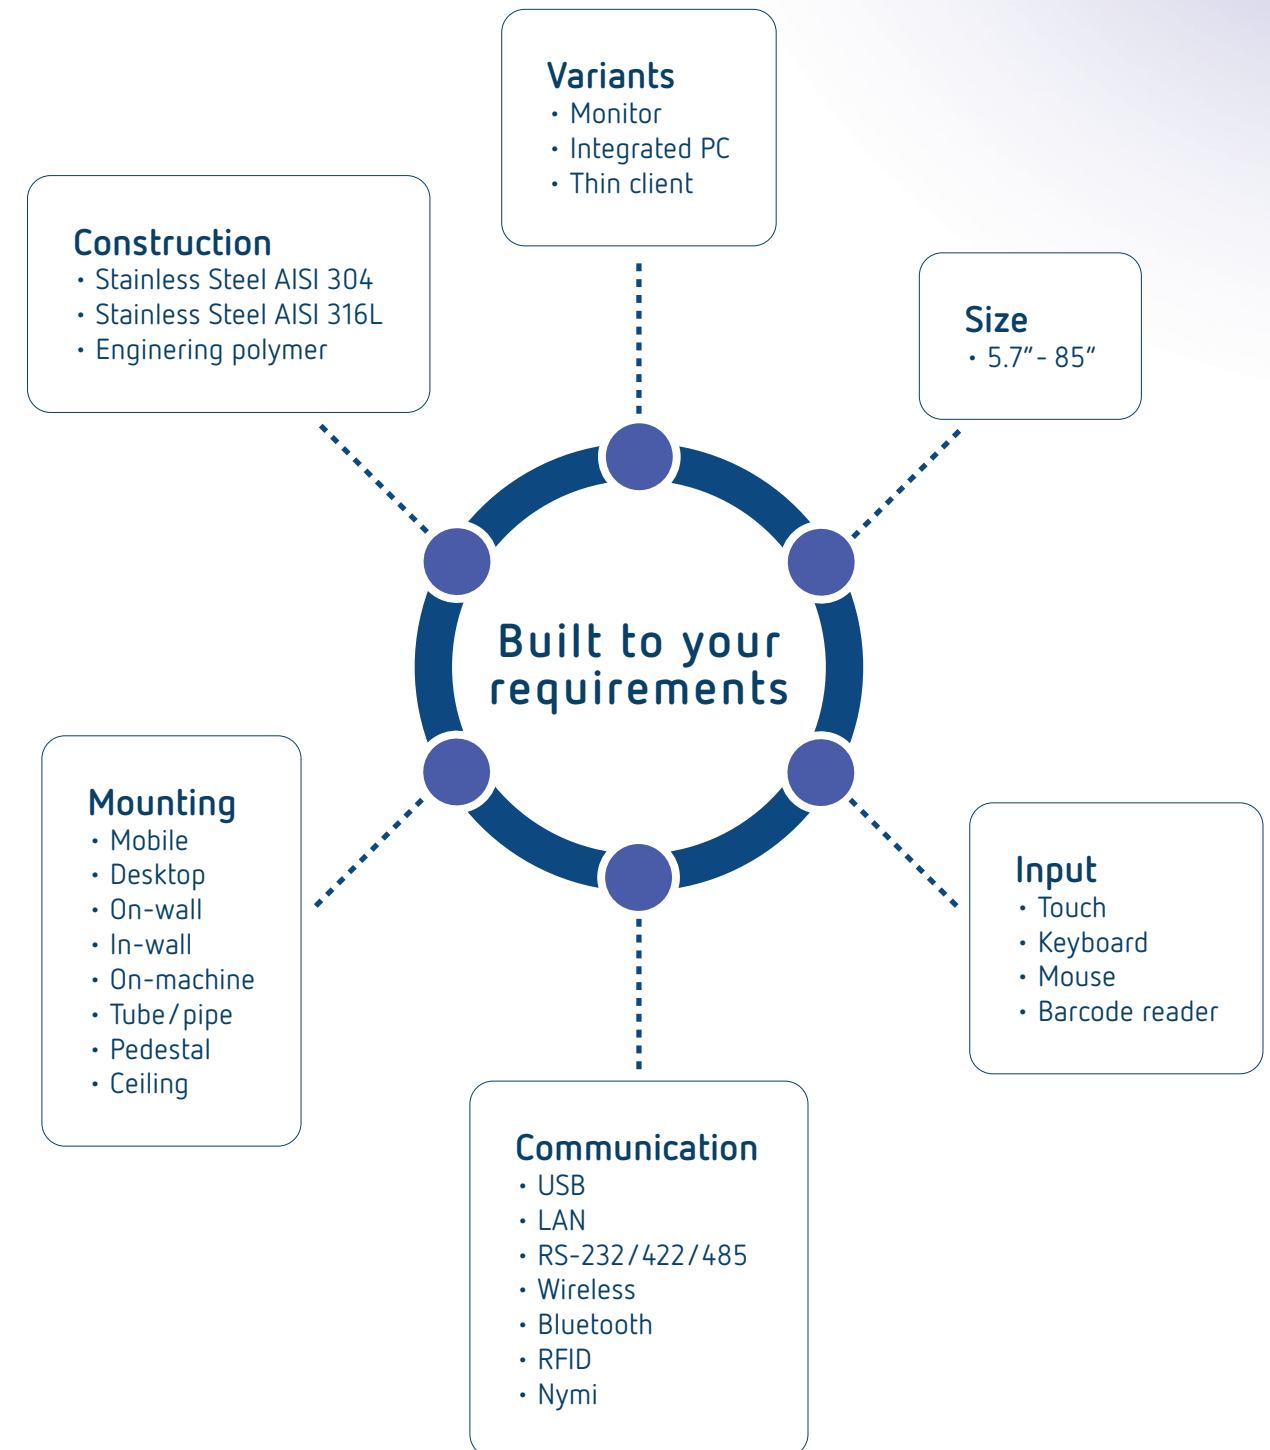 Variants
• Monitor
• Integrated PC
• Thin client
Construction
• Stainless Steel AISI 304
• Stainless Steel AISI 316L
• Enginering polymer
Size
• 5.7” - 85”
Built to your
requirements
Mounting
• Mobile
• Desktop
• On-wall
• In-wall
• On-machine
• Tube/pipe
• Pedestal
• Ceiling
Input
• Touch
• Keyboard
• Mouse
• Barcode reader
Communication
• USB
• LAN
• RS-232/422/485
• Wireless
• Bluetooth
• RFID
• Nymi